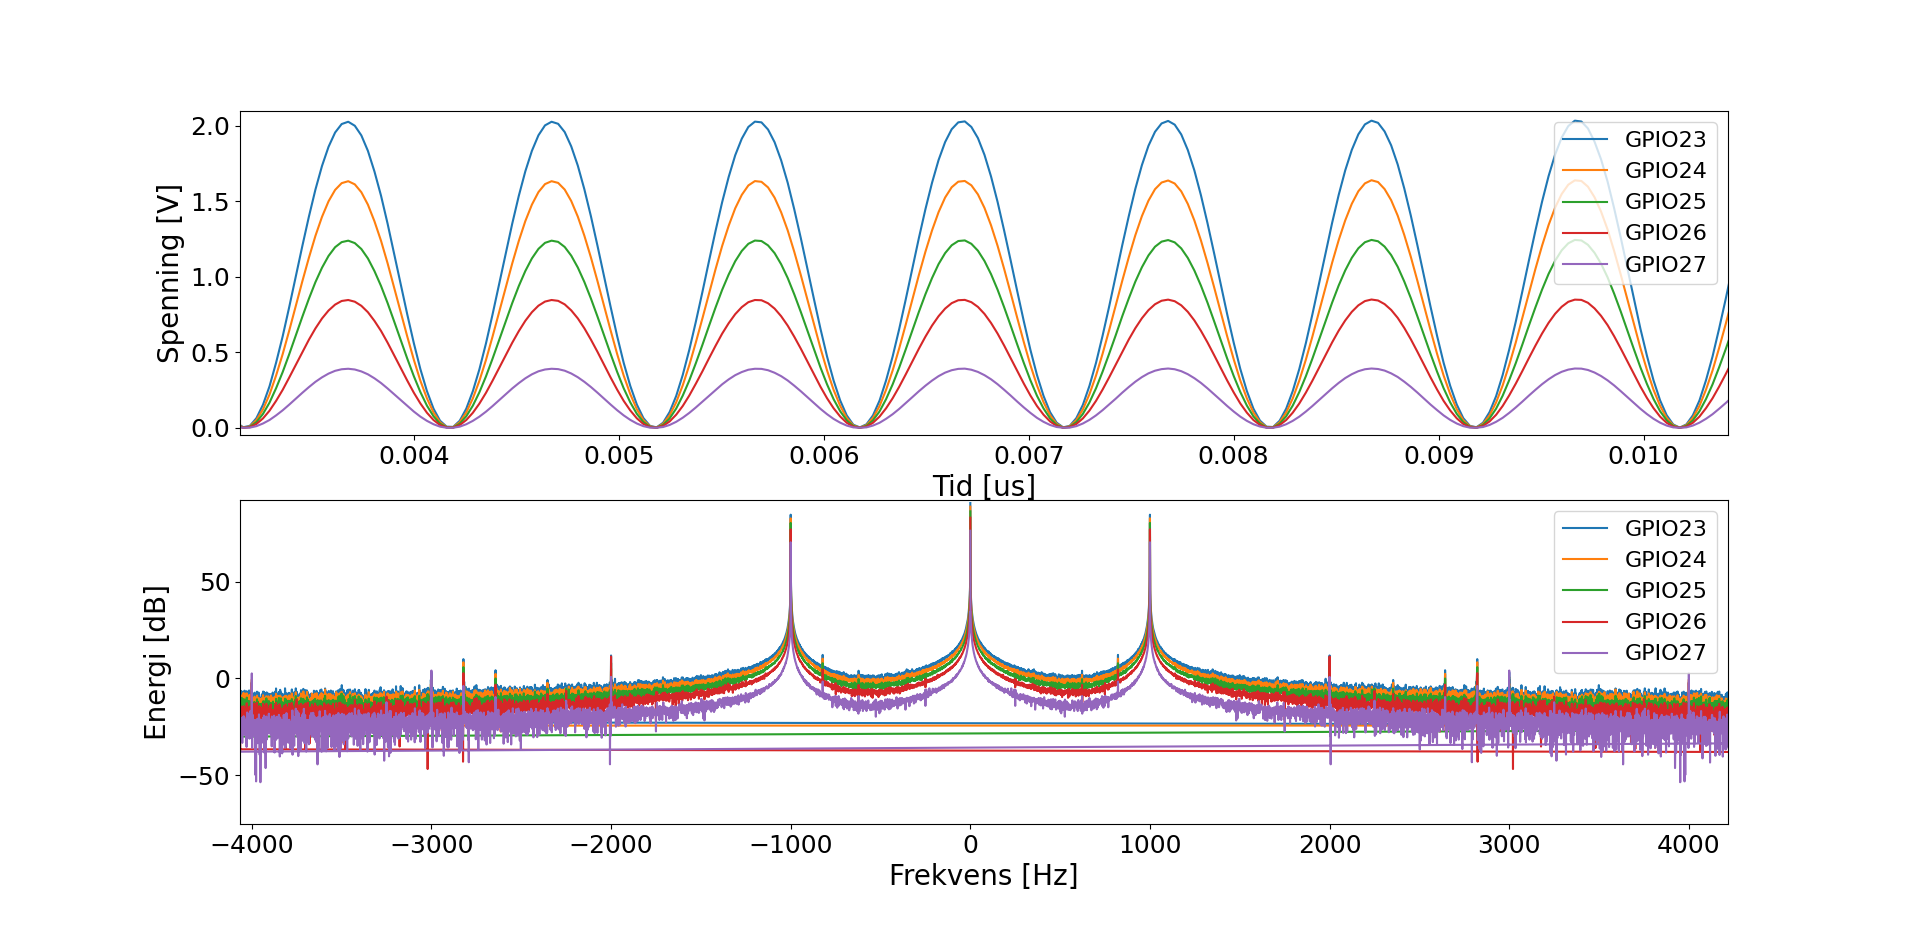 2.0
1.5
1.0
0.5
0.0
Spenning [V]
GPIO23
GPIO24
GPIO25
GPIO26
GPIO27
0.004 0.005 0.006 0.007 0.008 0.009 0.010
Tid [us]
50
0
−50
Energi [dB]
GPIO23
GPIO24
GPIO25
GPIO26
GPIO27
−4000 −3000 −2000 −1000 0 1000 2000 3000 4000
Frekvens [Hz]